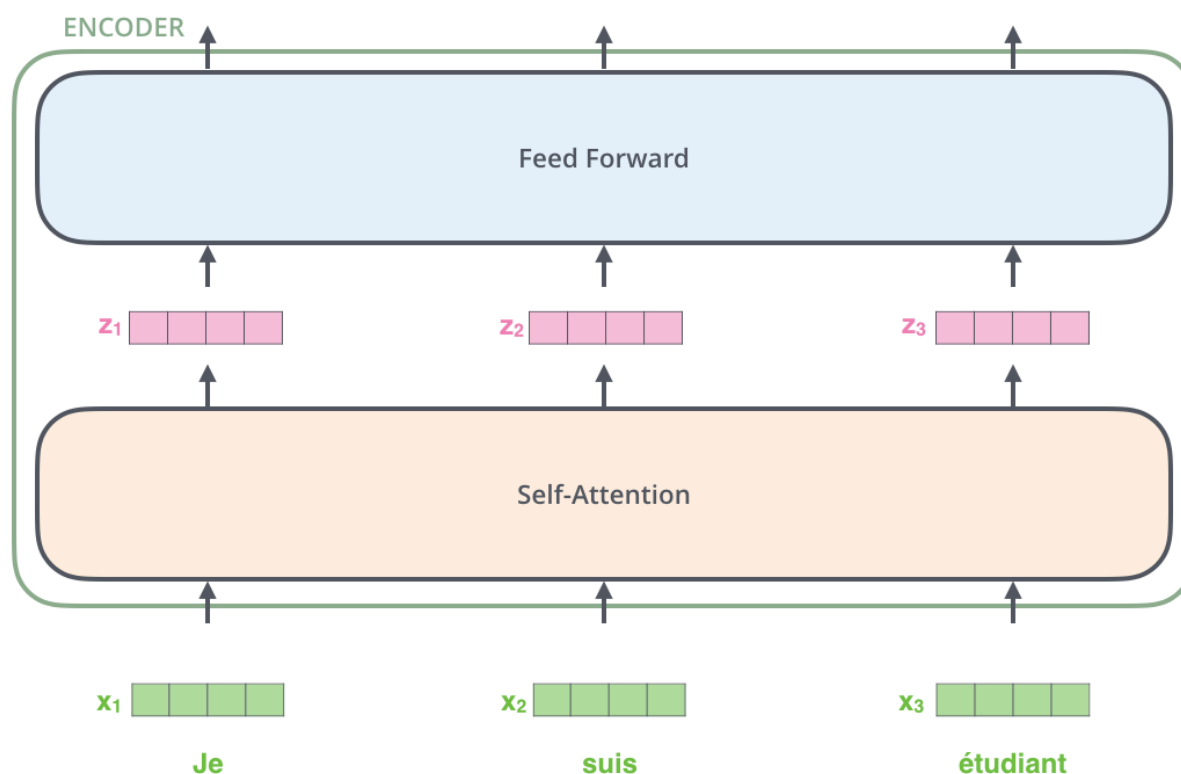 ENCODER
Feed Forward
z₁ z₂ z₃
Self-Attention
x₁ x₂ x₃
Je suis étudiant